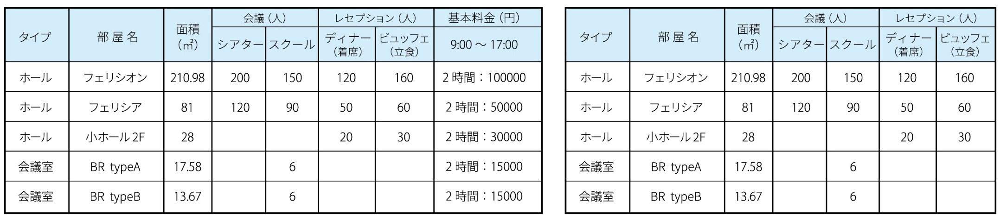 タイプ 部屋名 面積(㎡) 会議(人) レセプション(人) 基本料金(円)
シアター スクール ディナー(着席) ビュッフェ(立食) 9:00～17:00
ホール フェリシオン 210.98 200 150 120 160 2時間：100000
ホール フェリシア 81 120 90 50 60 2時間：50000
ホール 小ホール2F 28 20 30 2時間：30000
会議室 BR typeA 17.58 6 2時間：15000
会議室 BR typeB 13.67 6 2時間：15000
タイプ 部屋名 面積(㎡) 会議(人) レセプション(人)
シアター スクール ディナー(着席) ビュッフェ(立食)
ホール フェリシオン 210.98 200 150 120 160
ホール フェリシア 81 120 90 50 60
ホール 小ホール2F 28 20 30
会議室 BR typeA 17.58 6
会議室 BR typeB 13.67 6